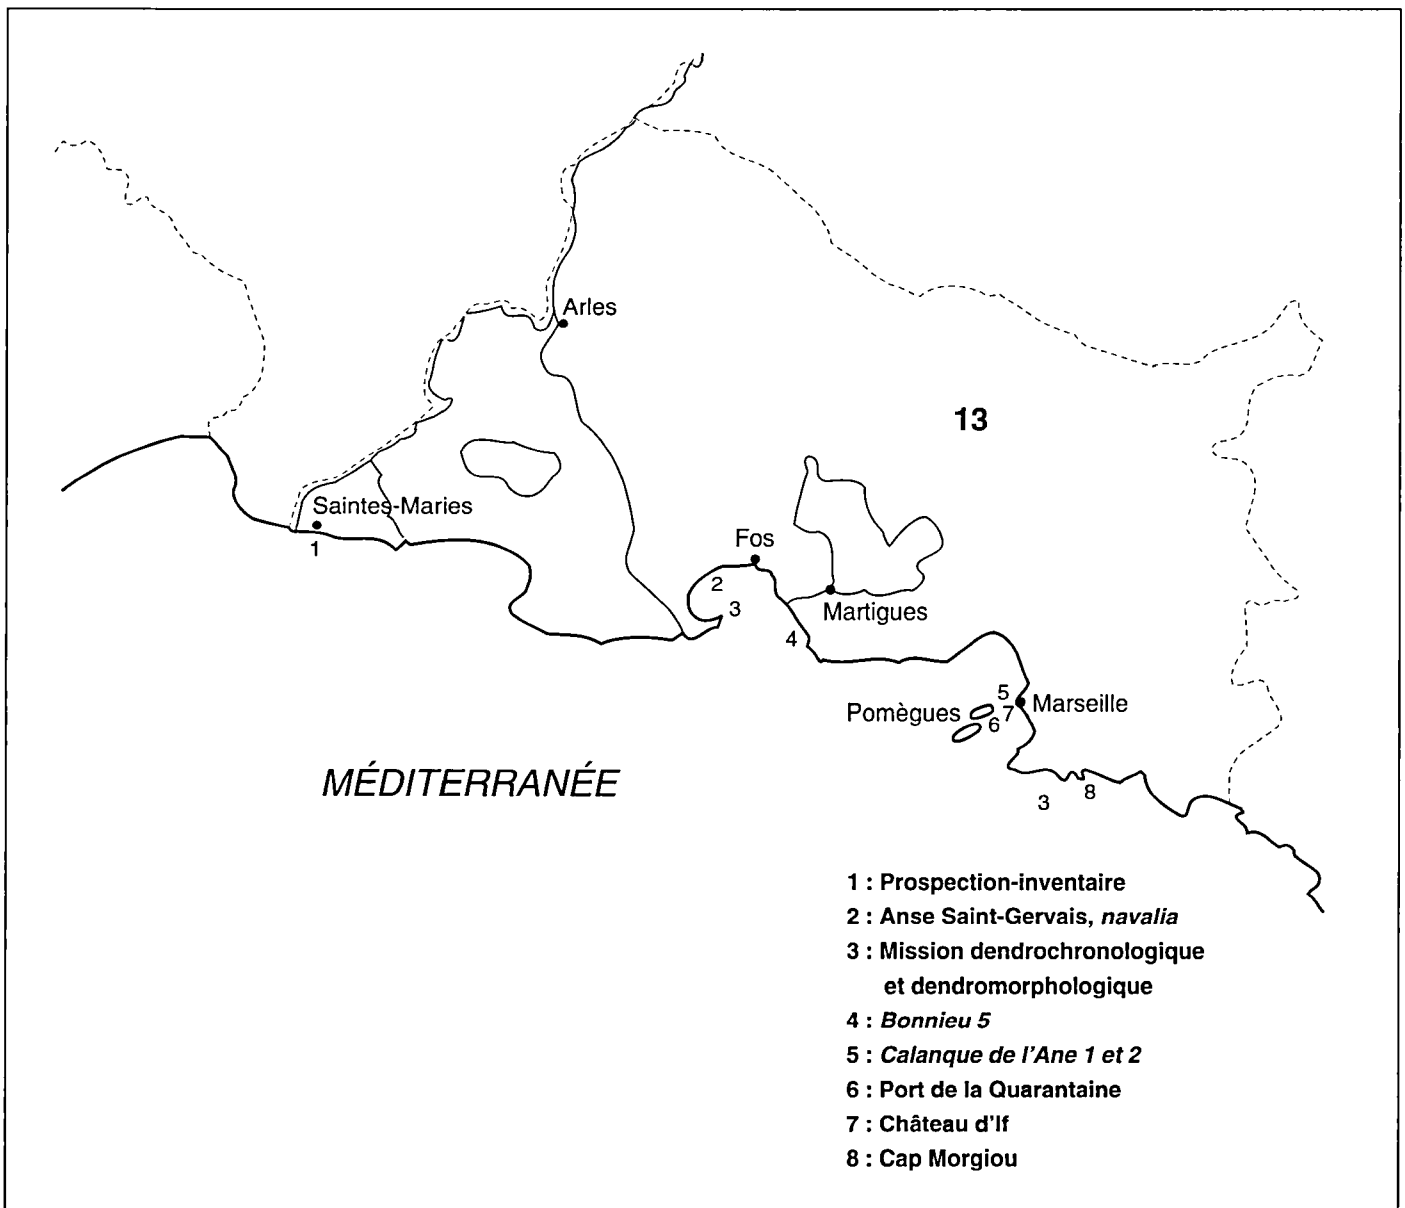 Arles
13
Saintes-Maries
1
Fos
2
3
Martigues
4
5
Marseille
Pomègues
7
6
MÉDITERRANÉE
3
8
1 : Prospection-inventaire
2 : Anse Saint-Gervais, navalia
3 : Mission dendrochronologique
et dendromorphologique
4 : Bonnieu 5
5 : Calanque de l'Ane 1 et 2
6 : Port de la Quarantaine
7 : Château d'If
8 : Cap Morgiou